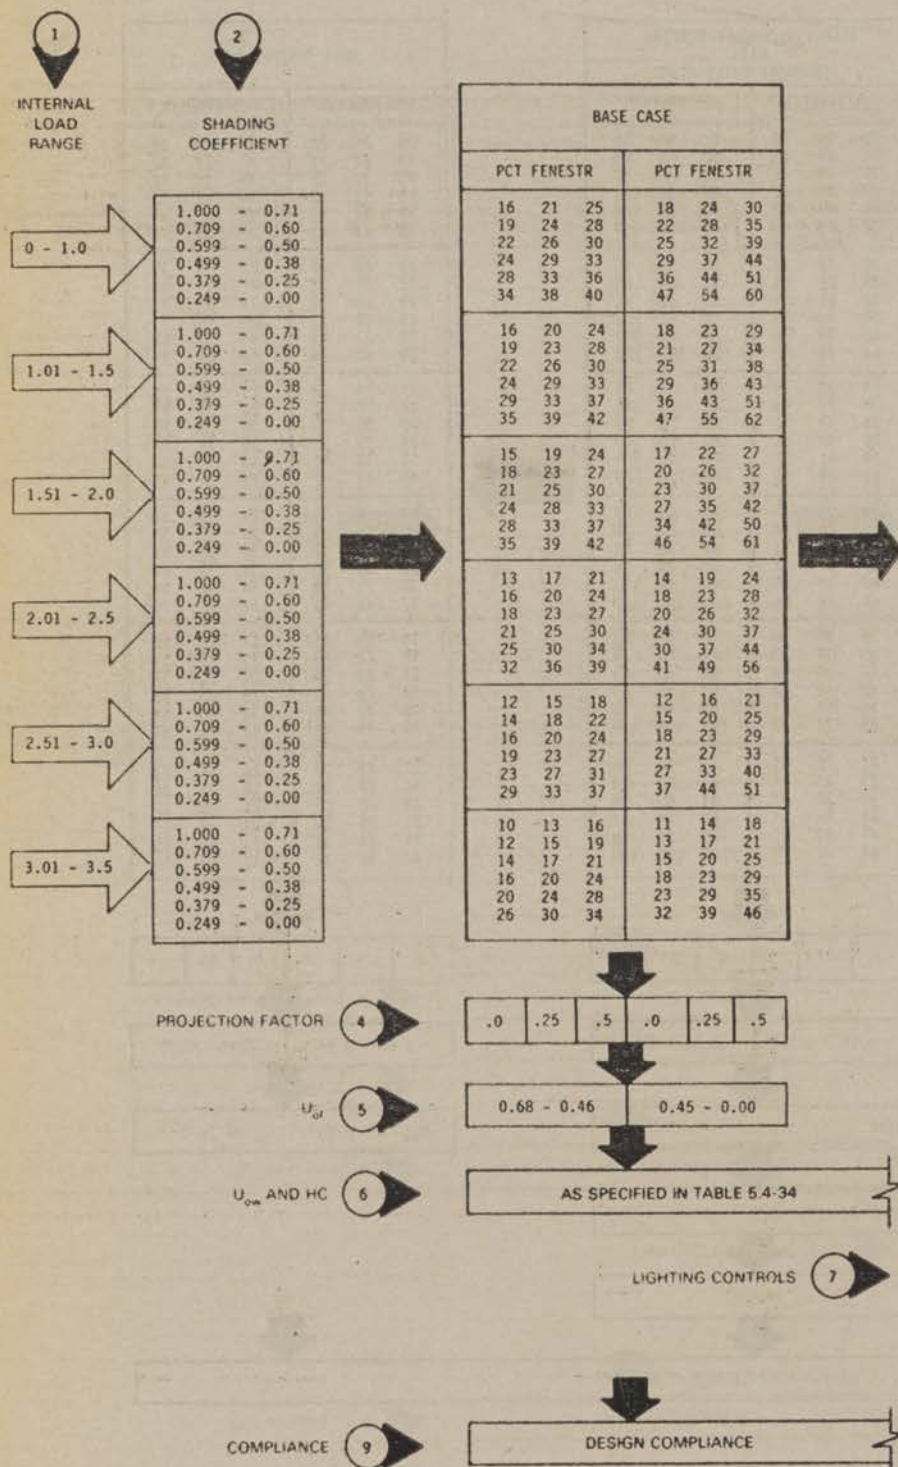 1
2
INTERNAL
LOAD
RANGE
SHADING
COEFFICIENT
BASE CASE
PCT FENESTR PCT FENESTR
0 - 1.0
1.000 - 0.71 16 21 25 18 24 30
0.709 - 0.60 19 24 28 22 28 35
0.599 - 0.50 22 26 30 25 32 39
0.499 - 0.38 24 29 33 29 37 44
0.379 - 0.25 28 33 36 36 44 51
0.249 - 0.00 34 38 40 47 54 60
1.01 - 1.5
1.000 - 0.71 16 20 24 18 23 29
0.709 - 0.60 19 23 28 21 27 34
0.599 - 0.50 22 26 30 25 31 38
0.499 - 0.38 24 29 33 29 36 43
0.379 - 0.25 29 33 37 36 43 51
0.249 - 0.00 35 39 42 47 55 62
1.51 - 2.0
1.000 - 0.71 15 19 24 17 22 27
0.709 - 0.60 18 23 27 20 26 32
0.599 - 0.50 21 25 30 23 30 37
0.499 - 0.38 24 28 33 27 35 42
0.379 - 0.25 28 33 37 34 42 50
0.249 - 0.00 35 39 42 46 54 61
2.01 - 2.5
1.000 - 0.71 13 17 21 14 19 24
0.709 - 0.60 16 20 24 18 23 28
0.599 - 0.50 18 23 27 20 26 32
0.499 - 0.38 21 25 30 24 30 37
0.379 - 0.25 25 30 34 30 37 44
0.249 - 0.00 32 36 39 41 49 56
2.51 - 3.0
1.000 - 0.71 12 15 18 12 16 21
0.709 - 0.60 14 18 22 15 20 25
0.599 - 0.50 16 20 24 18 23 29
0.499 - 0.38 19 23 27 21 27 33
0.379 - 0.25 23 27 31 27 33 40
0.249 - 0.00 29 33 37 37 44 51
3.01 - 3.5
1.000 - 0.71 10 13 16 11 14 18
0.709 - 0.60 12 15 19 13 17 21
0.599 - 0.50 14 17 21 15 20 25
0.499 - 0.38 16 20 24 18 23 29
0.379 - 0.25 20 24 28 23 29 35
0.249 - 0.00 26 30 34 32 39 46
PROJECTION FACTOR 4 .0 .25 .5 .0 .25 .5
5 0.68 - 0.46 0.45 - 0.00
Uow AND HC 6 AS SPECIFIED IN TABLE 5.4-34
LIGHTING CONTROLS 7
COMPLIANCE 9 DESIGN COMPLIANCE